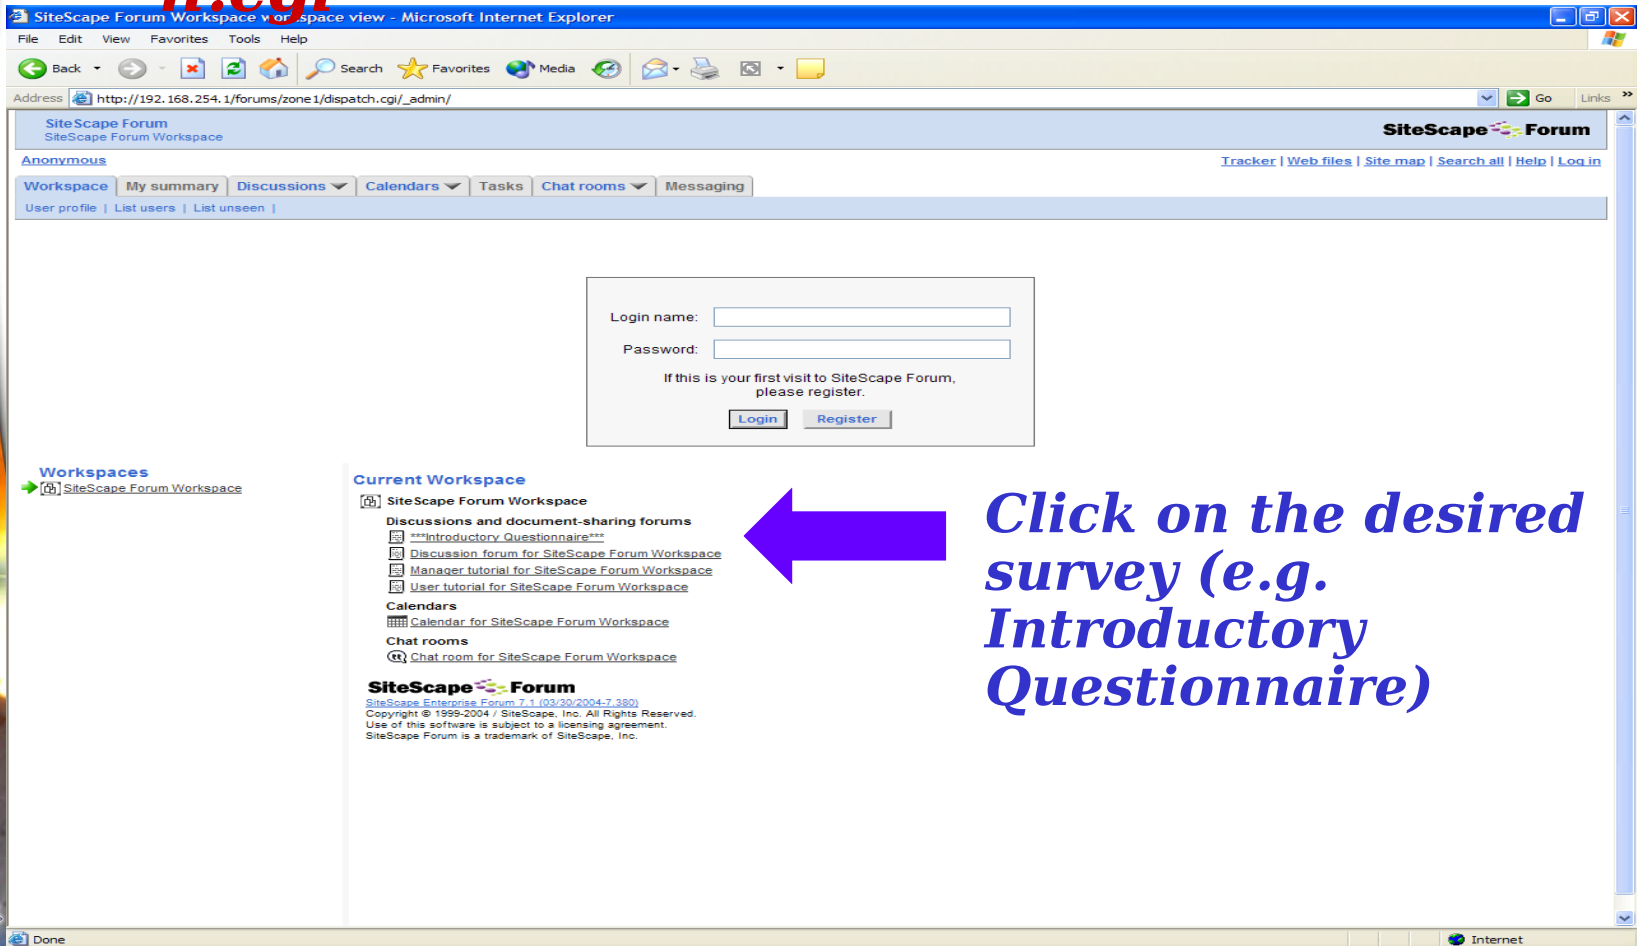 SiteScape Forum Workspace workspace view - Microsoft Internet Explorer
File Edit View Favorites Tools Help
Back Search Favorites Media
Address http://192.168.254.1/forums/zone1/dispatch.cgi/_admin/ Go Links »
SiteScape Forum
SiteScape Forum Workspace
SiteScape Forum
Anonymous
Tracker | Web files | Site map | Search all | Help | Log in
Workspace My summary Discussions Calendars Tasks Chat rooms Messaging
User profile | List users | List unseen |
Login name:
Password:
If this is your first visit to SiteScape Forum,
please register.
Login Register
Workspaces
SiteScape Forum Workspace
Current Workspace
SiteScape Forum Workspace
Discussions and document-sharing forums
***Introductory Questionnaire***
Discussion forum for SiteScape Forum Workspace
Manager tutorial for SiteScape Forum Workspace
User tutorial for SiteScape Forum Workspace
Calendars
Calendar for SiteScape Forum Workspace
Chat rooms
Chat room for SiteScape Forum Workspace
SiteScape Forum
SiteScape Enterprise Forum 7.1 (03/30/2004-7.380)
Copyright © 1999-2004 / SiteScape, Inc. All Rights Reserved.
Use of this software is subject to a licensing agreement.
SiteScape Forum is a trademark of SiteScape, Inc.
Click on the desired
survey (e.g.
Introductory
Questionnaire)
Done
Internet